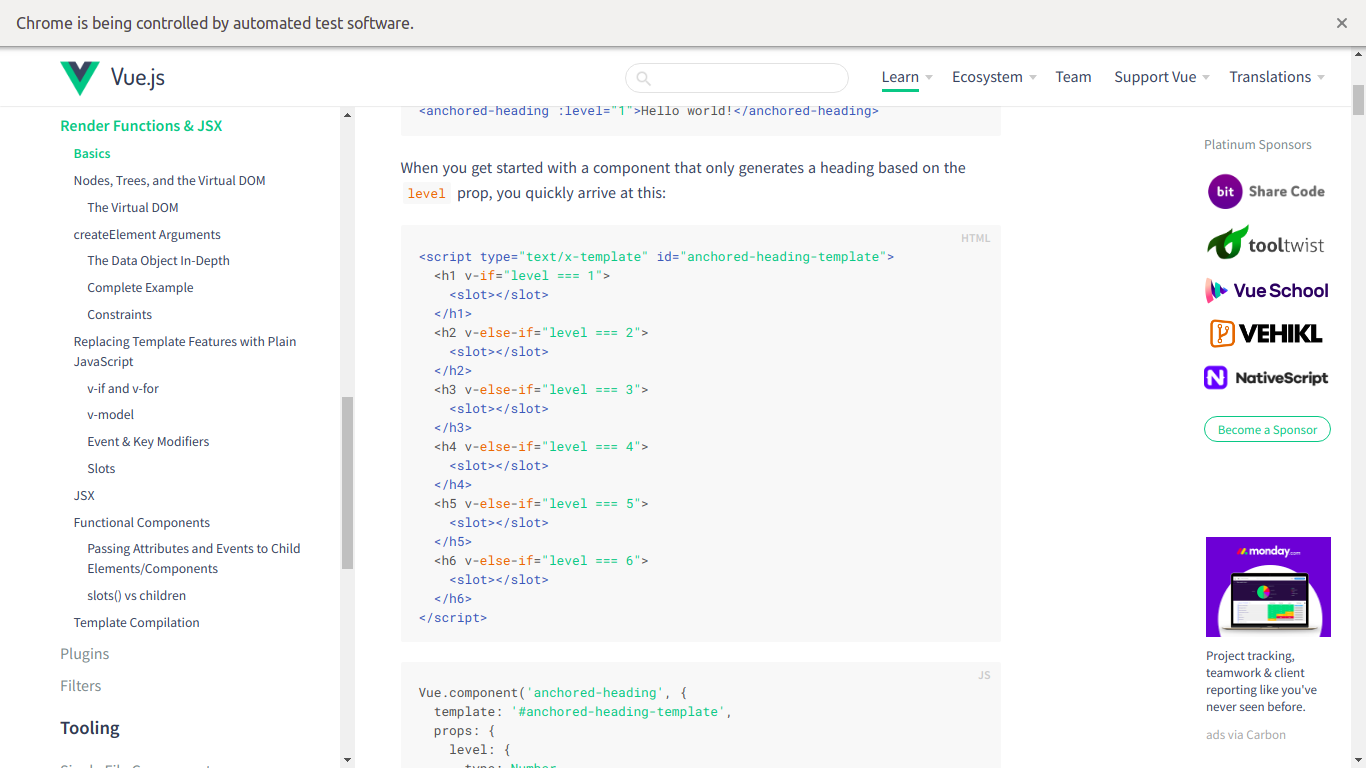 Chrome is being controlled by automated test software.
Vue.js
Learn
Ecosystem
Team
Support Vue
Translations
Render Functions & JSX
Basics
Nodes, Trees, and the Virtual DOM
The Virtual DOM
createElement Arguments
The Data Object In-Depth
Complete Example
Constraints
Replacing Template Features with Plain
JavaScript
v-if and v-for
v-model
Event & Key Modifiers
Slots
JSX
Functional Components
Passing Attributes and Events to Child
Elements/Components
slots() vs children
Template Compilation
Plugins
Filters
Tooling
<anchored-heading :level="1">Hello world!</anchored-heading>
When you get started with a component that only generates a heading based on the
level prop, you quickly arrive at this:
HTML
<script type="text/x-template" id="anchored-heading-template">
<h1 v-if="level === 1">
<slot></slot>
</h1>
<h2 v-else-if="level === 2">
<slot></slot>
</h2>
<h3 v-else-if="level === 3">
<slot></slot>
</h3>
<h4 v-else-if="level === 4">
<slot></slot>
</h4>
<h5 v-else-if="level === 5">
<slot></slot>
</h5>
<h6 v-else-if="level === 6">
<slot></slot>
</h6>
</script>
JS
Vue.component('anchored-heading', {
template: '#anchored-heading-template',
props: {
level: {
type: Number
Platinum Sponsors
bit Share Code
tooltwist
Vue School
VEHIKL
NativeScript
Become a Sponsor
monday.com
Project tracking,
teamwork & client
reporting like you've
never seen before.
ads via Carbon